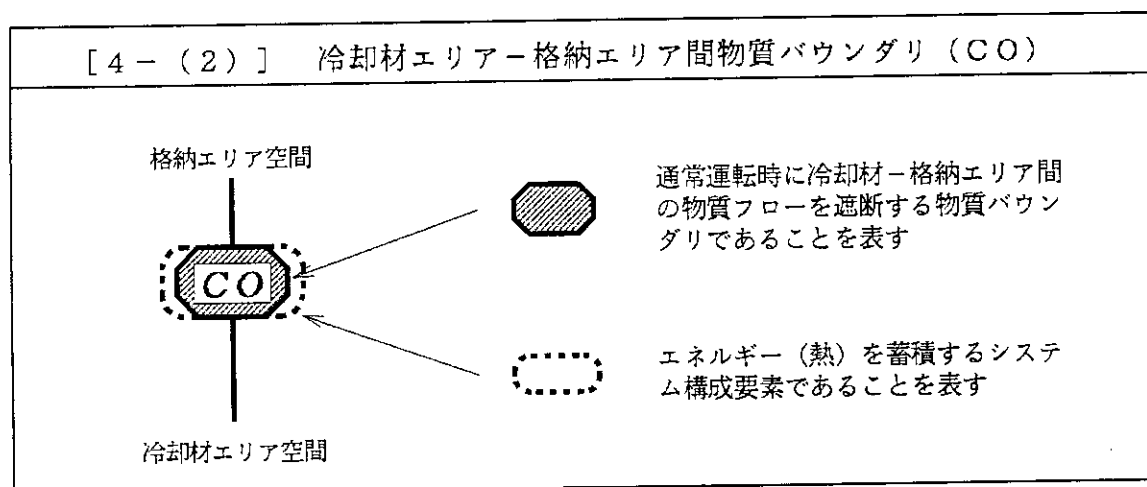 [4-(2)] 冷却材エリア-格納エリア間物質バウンダリ (CO)
格納エリア空間
CO
冷却材エリア空間
通常運転時に冷却材-格納エリア間
の物質フローを遮断する物質バウン
ダリであることを表す
エネルギー (熱) を蓄積するシステ
ム構成要素であることを表す